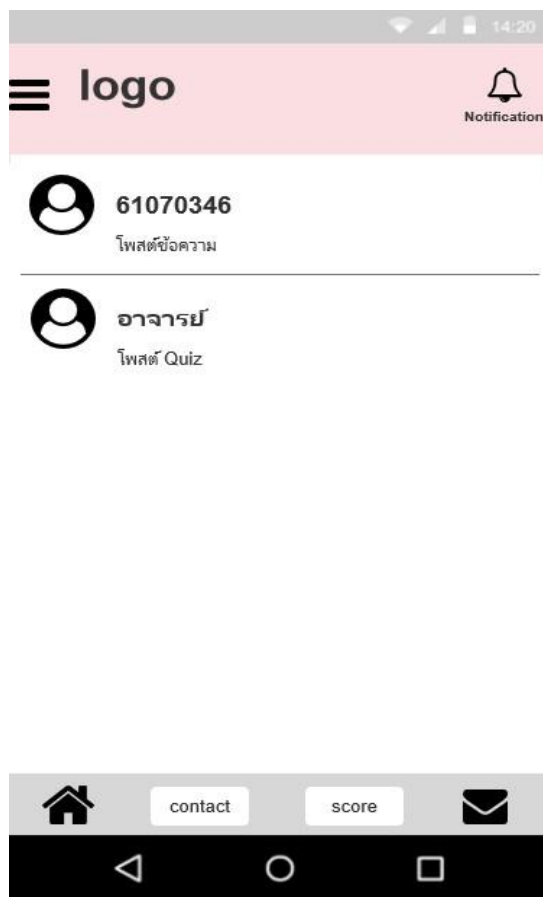 14:20
logo
Notification
61070346
โพสต์ข้อความ
อาจารย์
โพสต์ Quiz
contact
score